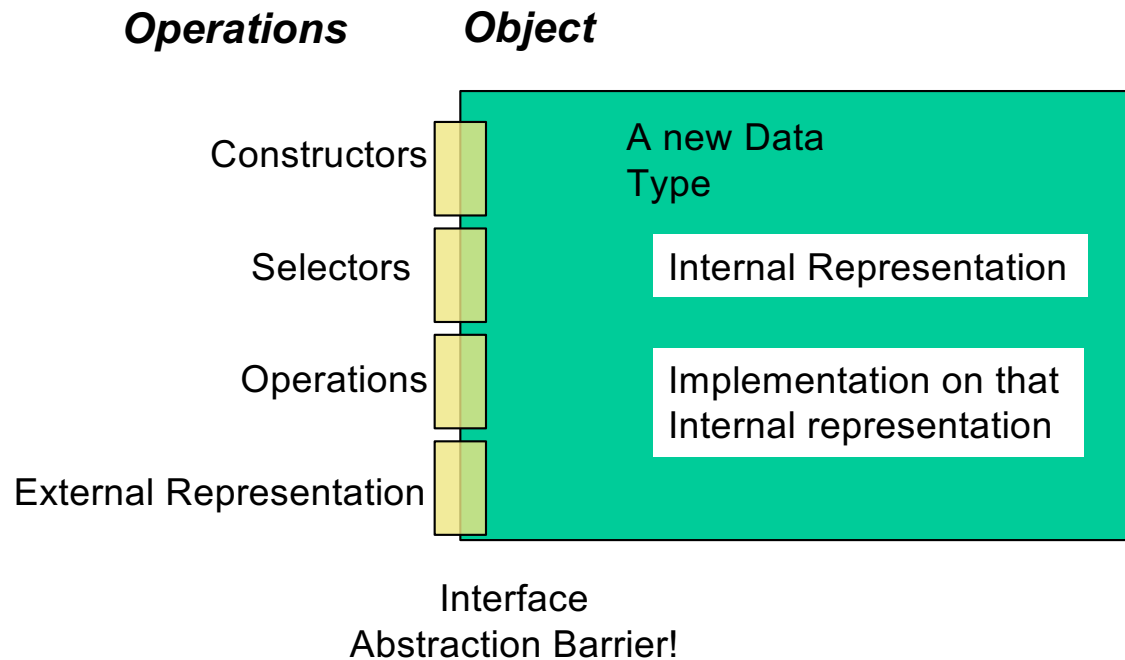 Operations
Object
Constructors
A new Data
Type
Selectors
Internal Representation
Operations
Implementation on that
Internal representation
External Representation
Interface
Abstraction Barrier!